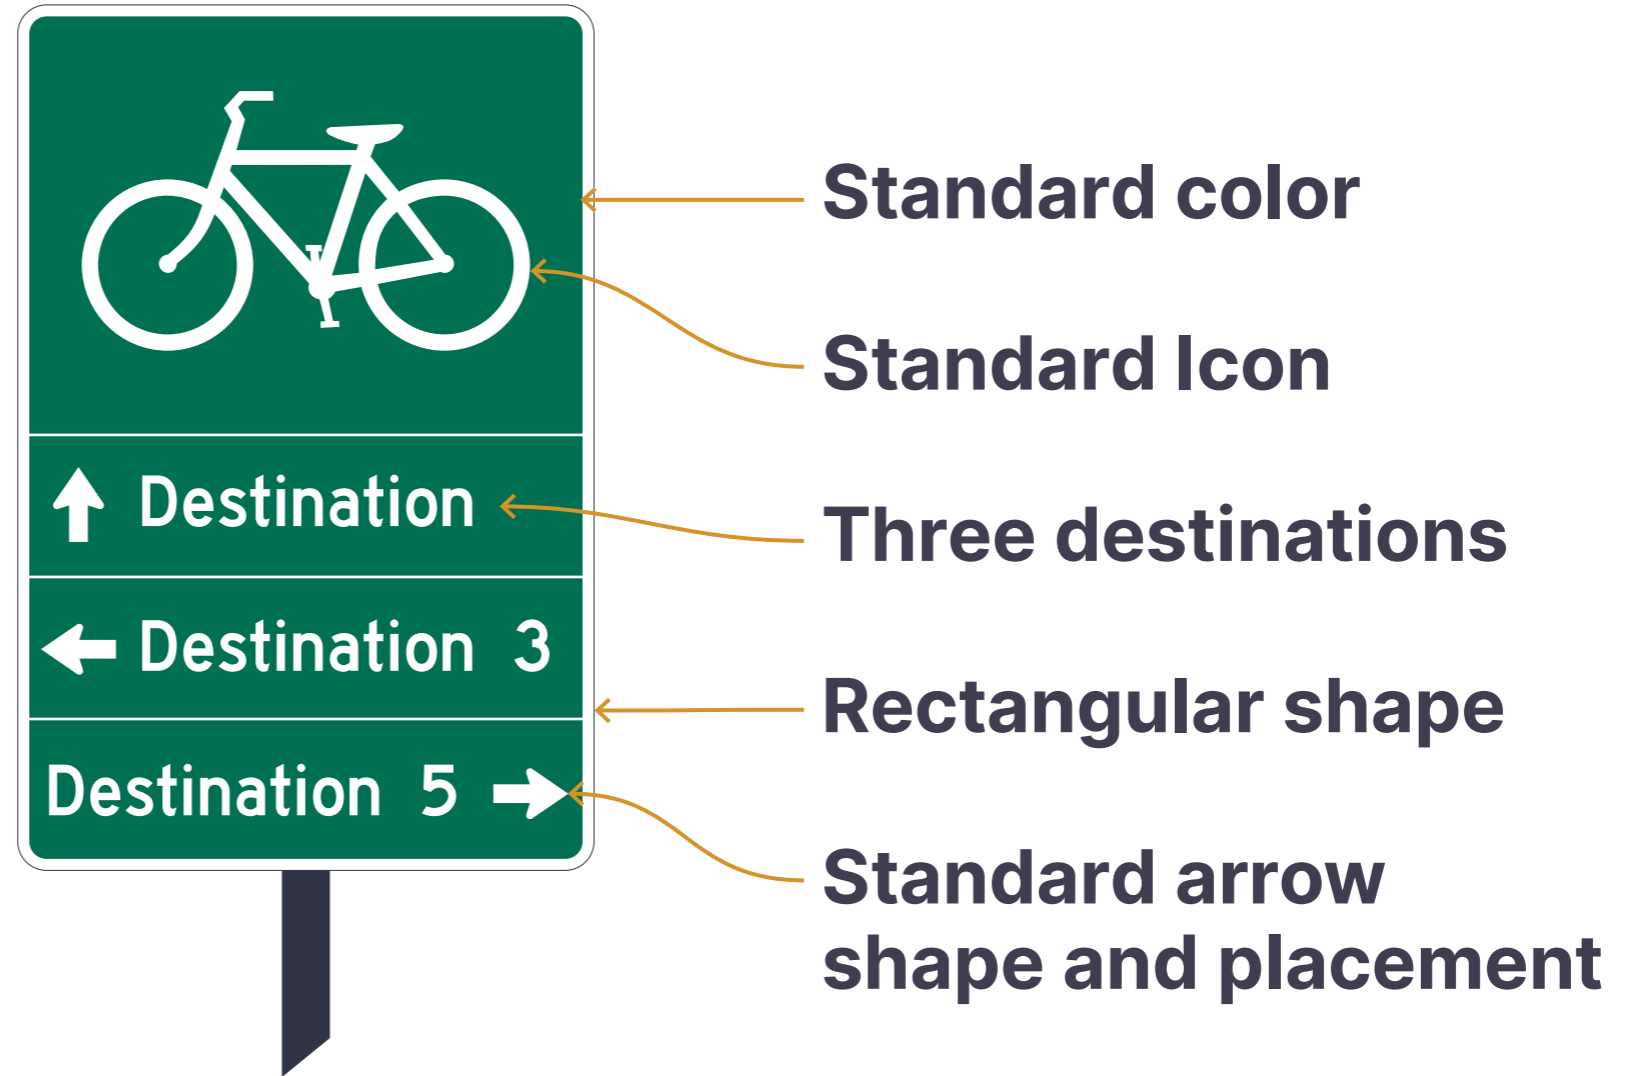 Destination
Destination 3
Destination 5
Standard color
Standard Icon
Three destinations
Rectangular shape
Standard arrow
shape and placement